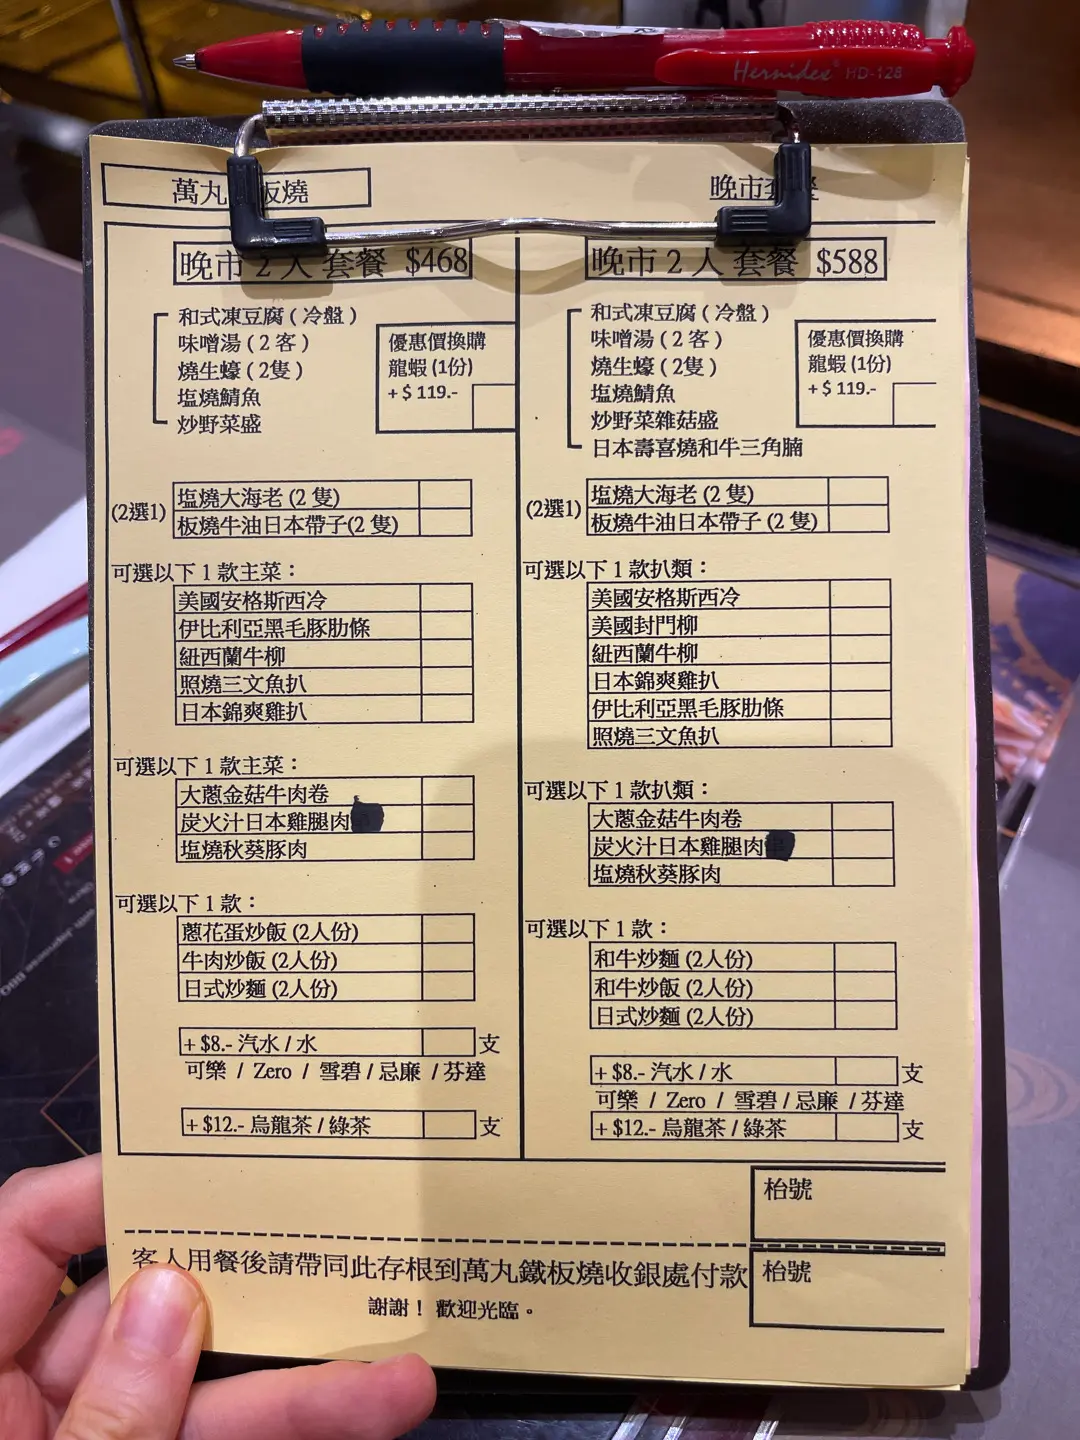 Hernidex HD-128
萬丸 板燒
晚市套餐
晚市 2 人 套餐 $468
和式凍豆腐 ( 冷盤 )
味噌湯 ( 2 客 )
燒生蠔 ( 2隻 )
塩燒鯖魚
炒野菜盛
優惠價換購
龍蝦 (1份)
+ $ 119.-
(2選1)
塩燒大海老 (2 隻)
板燒牛油日本帶子(2 隻)
可選以下 1 款主菜：
美國安格斯西冷
伊比利亞黑毛豚肋條
紐西蘭牛柳
照燒三文魚扒
日本錦爽雞扒
可選以下 1 款主菜：
大蔥金菇牛肉卷
炭火汁日本雞腿肉
塩燒秋葵豚肉
可選以下 1 款：
蔥花蛋炒飯 (2人份)
牛肉炒飯 (2人份)
日式炒麵 (2人份)
+ $8.- 汽水 / 水 支
可樂 / Zero / 雪碧 / 忌廉 / 芬達
+ $12.- 烏龍茶 / 綠茶 支
晚市 2 人 套餐 $588
和式凍豆腐 ( 冷盤 )
味噌湯 ( 2 客 )
燒生蠔 ( 2隻 )
塩燒鯖魚
炒野菜雜菇盛
日本壽喜燒和牛三角腩
優惠價換購
龍蝦 (1份)
+ $ 119.-
(2選1)
塩燒大海老 (2 隻)
板燒牛油日本帶子 (2 隻)
可選以下 1 款扒類：
美國安格斯西冷
美國封門柳
紐西蘭牛柳
日本錦爽雞扒
伊比利亞黑毛豚肋條
照燒三文魚扒
可選以下 1 款扒類：
大蔥金菇牛肉卷
炭火汁日本雞腿肉
塩燒秋葵豚肉
可選以下 1 款：
和牛炒麵 (2人份)
和牛炒飯 (2人份)
日式炒麵 (2人份)
+ $8.- 汽水 / 水 支
可樂 / Zero / 雪碧 / 忌廉 / 芬達
+ $12.- 烏龍茶 / 綠茶 支
枱號
客人用餐後請帶同此存根到萬丸鐵板燒收銀處付款
枱號
謝謝！ 歡迎光臨。